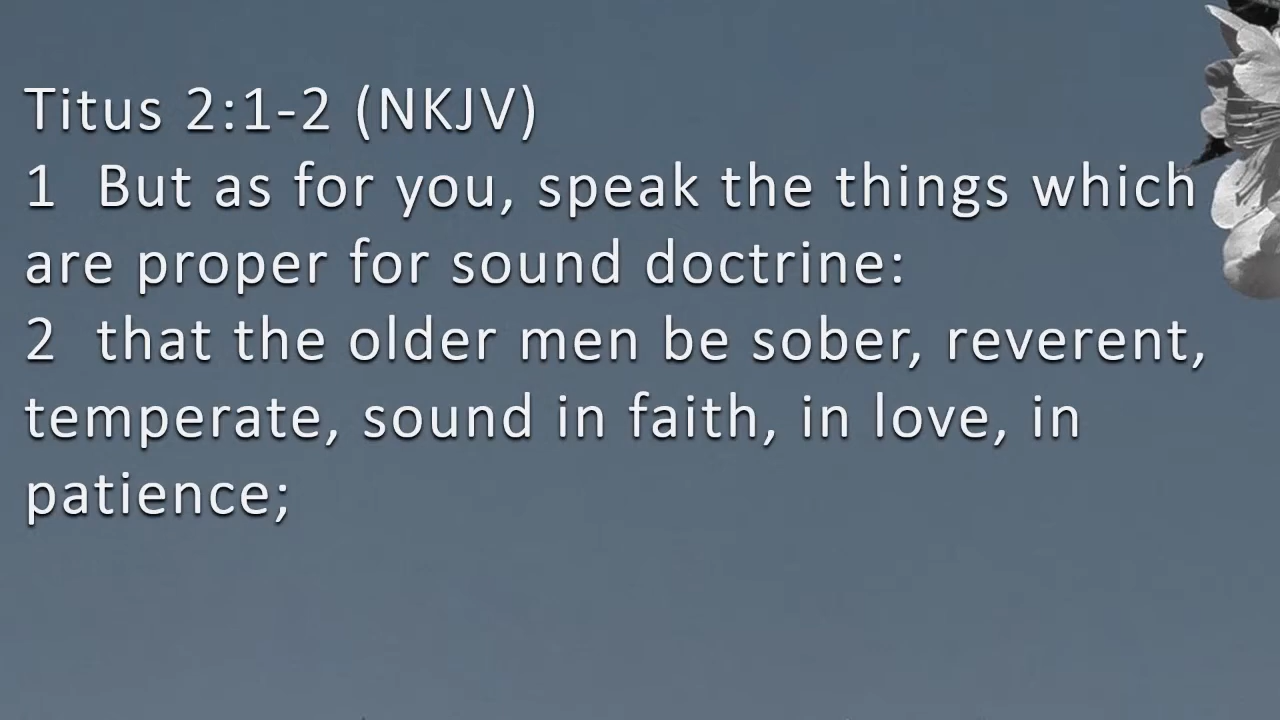 Titus 2:1-2 (NKJV)
1 But as for you, speak the things which
are proper for sound doctrine:
2 that the older men be sober, reverent,
temperate, sound in faith, in love, in
patience;